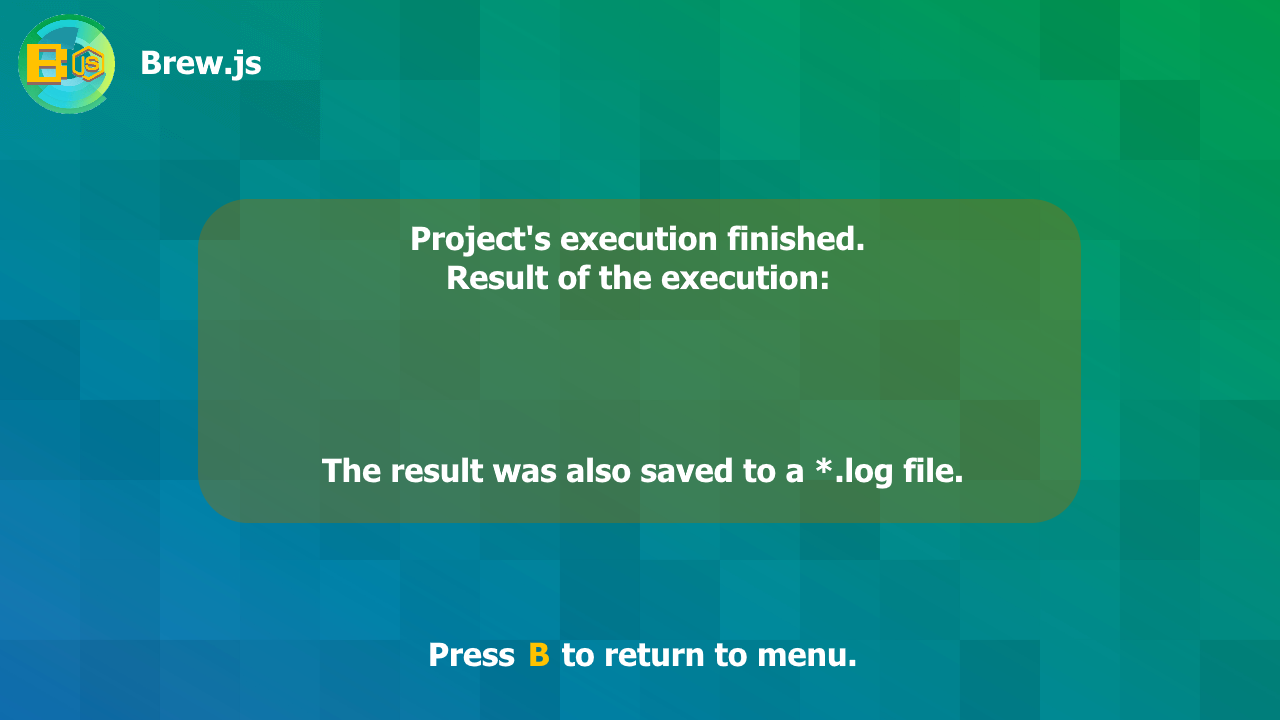 B JS
Brew.js
Project's execution finished.
Result of the execution:
The result was also saved to a *.log file.
Press B to return to menu.